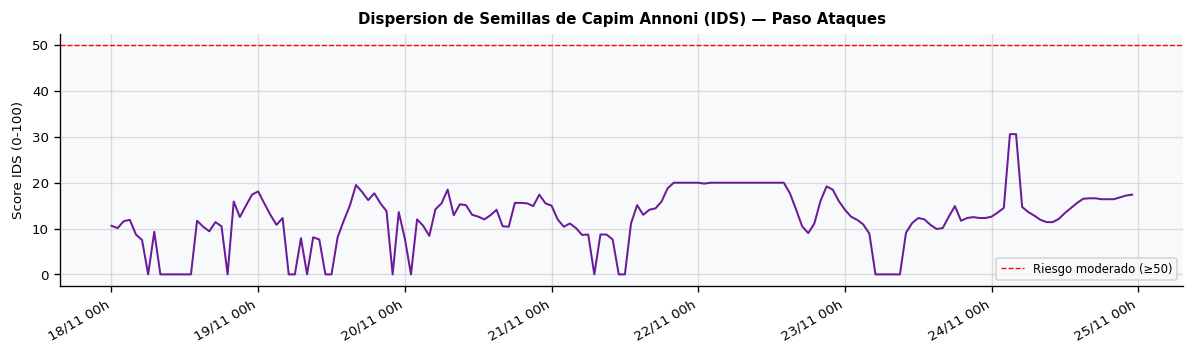 Dispersion de Semillas de Capim Annoni (IDS) — Paso Ataques
Score IDS (0-100)
50
40
30
20
10
0
18/11 00h
19/11 00h
20/11 00h
21/11 00h
22/11 00h
23/11 00h
24/11 00h
25/11 00h
Riesgo moderado (≥50)